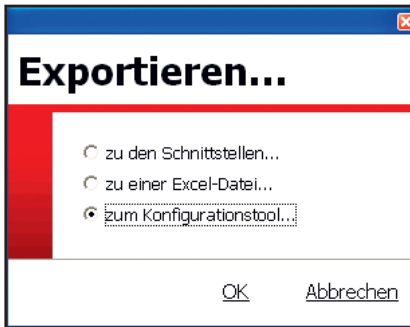 Exportieren...
zu den Schnittstellen...
zu einer Excel-Datei...
zum Konfigurationstool...
OK Abbrechen